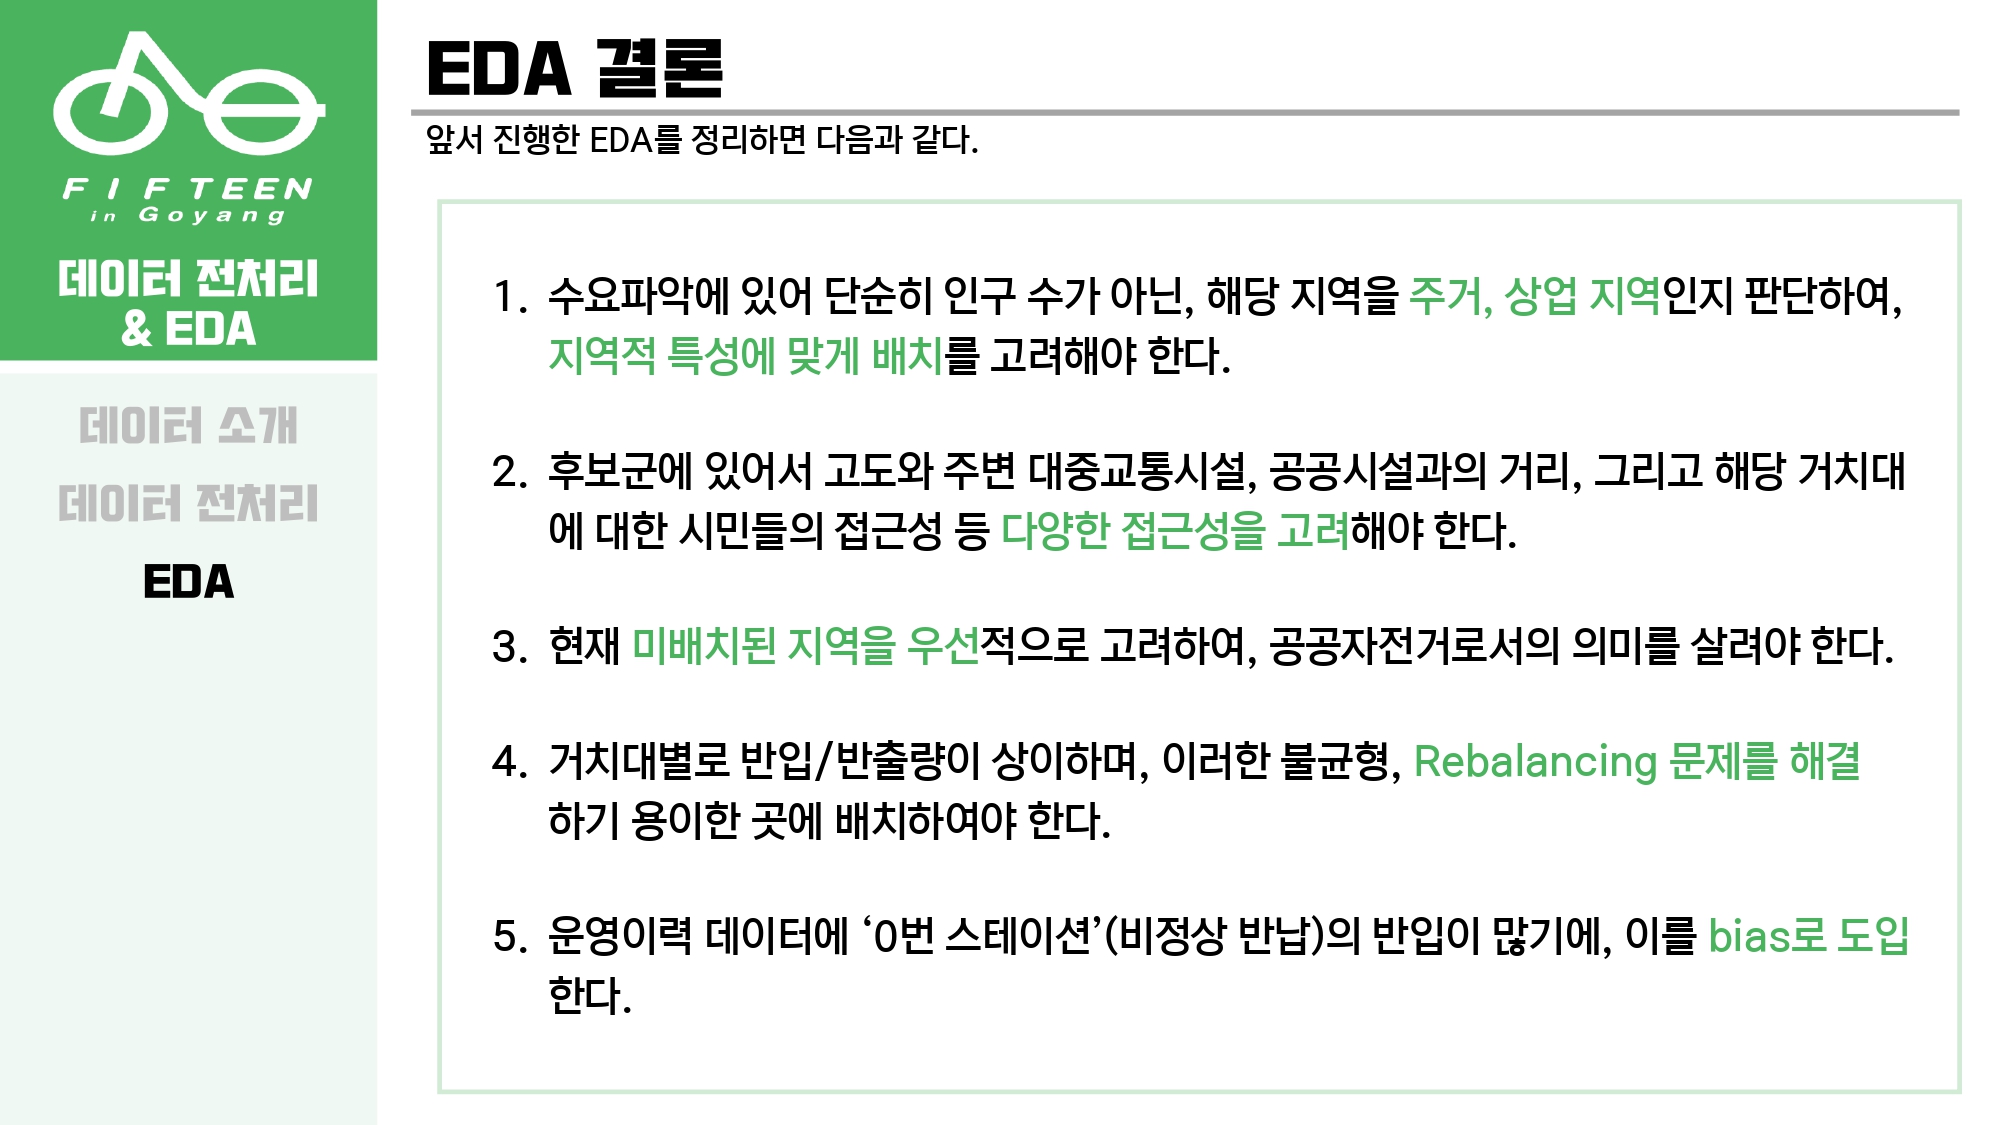 FIFTEEN
in Goyang
데이터 전처리
& EDA
데이터 소개
데이터 전처리
EDA
EDA 결론
앞서 진행한 EDA를 정리하면 다음과 같다.
1. 수요파악에 있어 단순히 인구 수가 아닌, 해당 지역을 주거, 상업 지역인지 판단하여,
지역적 특성에 맞게 배치를 고려해야 한다.
2. 후보군에 있어서 고도와 주변 대중교통시설, 공공시설과의 거리, 그리고 해당 거치대
에 대한 시민들의 접근성 등 다양한 접근성을 고려해야 한다.
3. 현재 미배치된 지역을 우선적으로 고려하여, 공공자전거로서의 의미를 살려야 한다.
4. 거치대별로 반입/반출량이 상이하며, 이러한 불균형, Rebalancing 문제를 해결
하기 용이한 곳에 배치하여야 한다.
5. 운영이력 데이터에 ‘0번 스테이션’(비정상 반납)의 반입이 많기에, 이를 bias로 도입
한다.